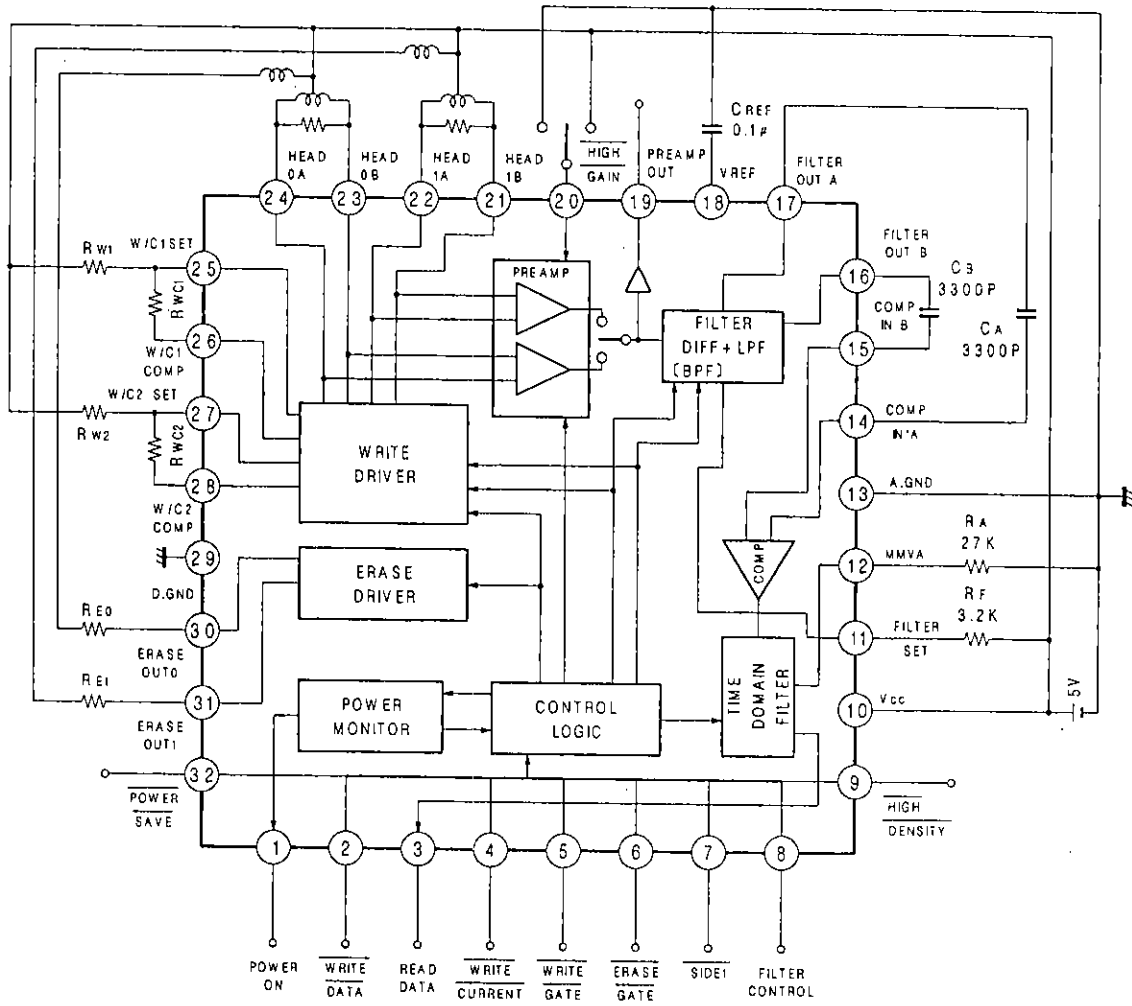 CREF
0.1µ
HEAD
0A
HEAD
0B
HEAD
1A
HEAD
1B
HIGH
GAIN
PREAMP
OUT
VREF
FILTER
OUT A
24
23
22
21
20
19
18
17
RW1
W/C1SET
25
RWC1
26
W/C1
COMP
W/C2 SET
27
RW2
RWC2
28
W/C2
COMP
29
D.GND
RE0
30
ERASE
OUT0
RE1
31
ERASE
OUT1
32
POWER
SAVE
PREAMP
FILTER
DIFF + LPF
(BPF)
WRITE
DRIVER
ERASE
DRIVER
POWER
MONITOR
CONTROL
LOGIC
COMP
TIME
DOMAIN
FILTER
FILTER
OUT B
16
CB
3300P
COMP
IN B
15
CA
3300P
14
COMP
IN'A
13
A.GND
RA
27K
12
MMVA
RF
3.2K
11
FILTER
SET
10
Vcc
5V
9
HIGH
DENSITY
1
2
3
4
5
6
7
8
POWER
ON
WRITE
DATA
READ
DATA
WRITE
CURRENT
WRITE
GATE
ERASE
GATE
SIDE1
FILTER
CONTROL